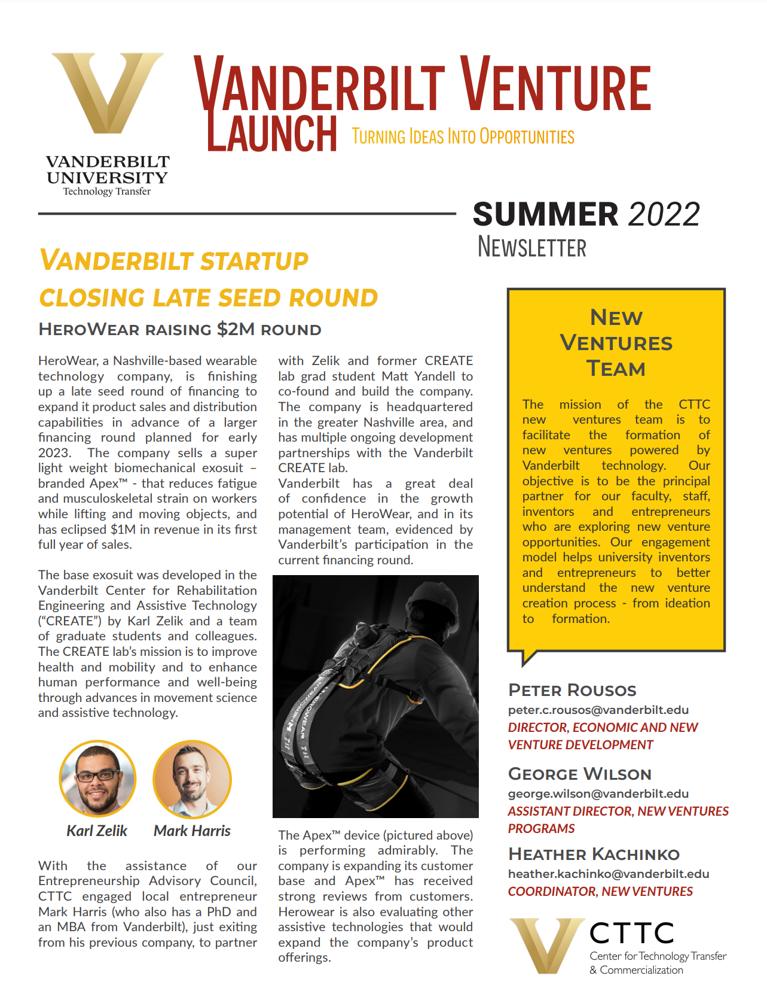 VANDERBILT
UNIVERSITY
Technology Transfer
VANDERBILT VENTURE
LAUNCH
TURNING IDEAS INTO OPPORTUNITIES
SUMMER 2022
NEWSLETTER
VANDERBILT STARTUP
CLOSING LATE SEED ROUND
HEROWEAR RAISING $2M ROUND
HeroWear, a Nashville-based wearable
technology company, is finishing
up a late seed round of financing to
expand it product sales and distribution
capabilities in advance of a larger
financing round planned for early
2023. The company sells a super
light weight biomechanical exosuit –
branded Apex™ - that reduces fatigue
and musculoskeletal strain on workers
while lifting and moving objects, and
has eclipsed $1M in revenue in its first
full year of sales.
The base exosuit was developed in the
Vanderbilt Center for Rehabilitation
Engineering and Assistive Technology
(“CREATE”) by Karl Zelik and a team
of graduate students and colleagues.
The CREATE lab’s mission is to improve
health and mobility and to enhance
human performance and well-being
through advances in movement science
and assistive technology.
Karl Zelik
Mark Harris
With the assistance of our
Entrepreneurship Advisory Council,
CTTC engaged local entrepreneur
Mark Harris (who also has a PhD and
an MBA from Vanderbilt), just exiting
from his previous company, to partner
with Zelik and former CREATE
lab grad student Matt Yandell to
co-found and build the company.
The company is headquartered
in the greater Nashville area, and
has multiple ongoing development
partnerships with the Vanderbilt
CREATE lab.
Vanderbilt has a great deal
of confidence in the growth
potential of HeroWear, and in its
management team, evidenced by
Vanderbilt’s participation in the
current financing round.
HEROWEAR
HEROWEAR
The Apex™ device (pictured above)
is performing admirably. The
company is expanding its customer
base and Apex™ has received
strong reviews from customers.
Herowear is also evaluating other
assistive technologies that would
expand the company’s product
offerings.
NEW
VENTURES
TEAM
The mission of the CTTC
new ventures team is to
facilitate the formation of
new ventures powered by
Vanderbilt technology. Our
objective is to be the principal
partner for our faculty, staff,
inventors and entrepreneurs
who are exploring new venture
opportunities. Our engagement
model helps university inventors
and entrepreneurs to better
understand the new venture
creation process - from ideation
to formation.
PETER ROUSOS
peter.c.rousos@vanderbilt.edu
DIRECTOR, ECONOMIC AND NEW
VENTURE DEVELOPMENT
GEORGE WILSON
george.wilson@vanderbilt.edu
ASSISTANT DIRECTOR, NEW VENTURES
PROGRAMS
HEATHER KACHINKO
heather.kachinko@vanderbilt.edu
COORDINATOR, NEW VENTURES
CTTC
Center for Technology Transfer
& Commercialization